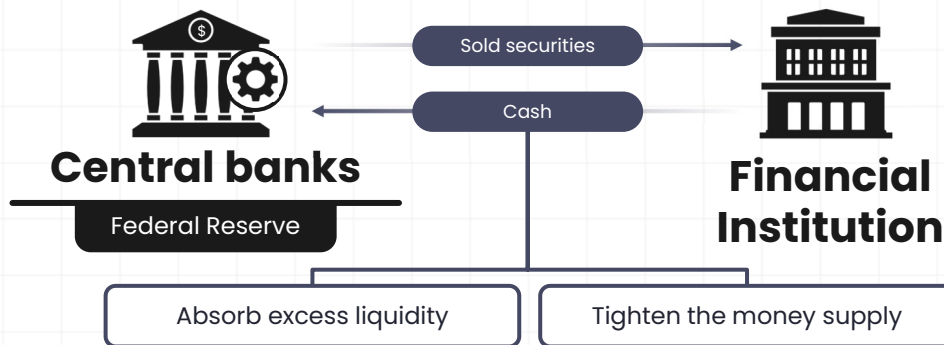 $
Sold securities
Cash
Central banks
Federal Reserve
Financial
Institution
Absorb excess liquidity
Tighten the money supply